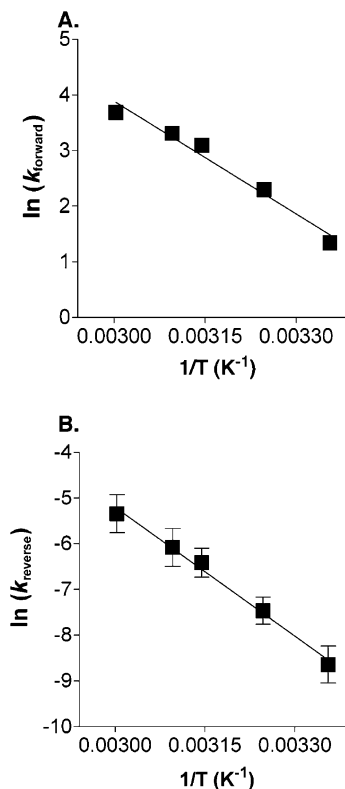 A.
5
4
3
2
1
0
ln (kforward)
0.00300 0.00315 0.00330
1/T (K-1)
B.
-4
-5
-6
-7
-8
-9
-10
ln (kreverse)
0.00300 0.00315 0.00330
1/T (K-1)